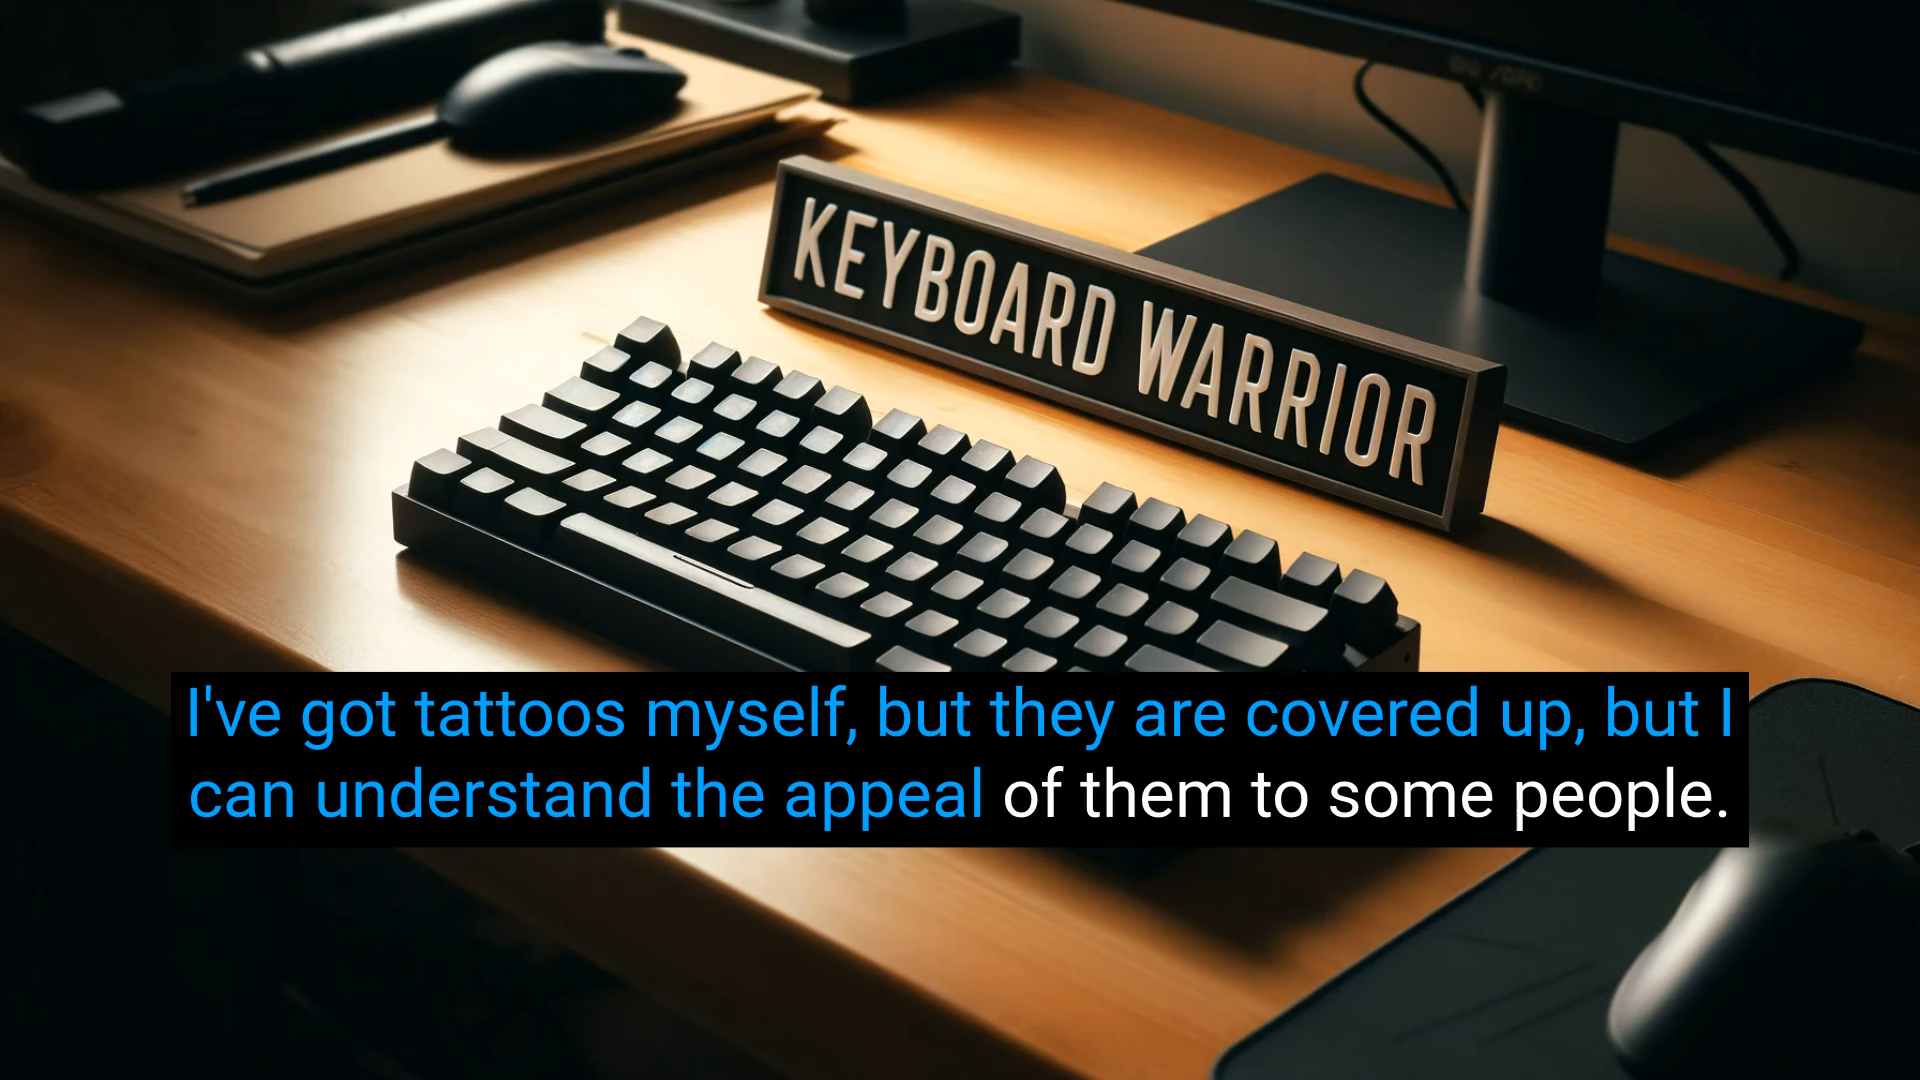 KEYBOARD WARRIOR
I've got tattoos myself, but they are covered up, but I
can understand the appeal of them to some people.